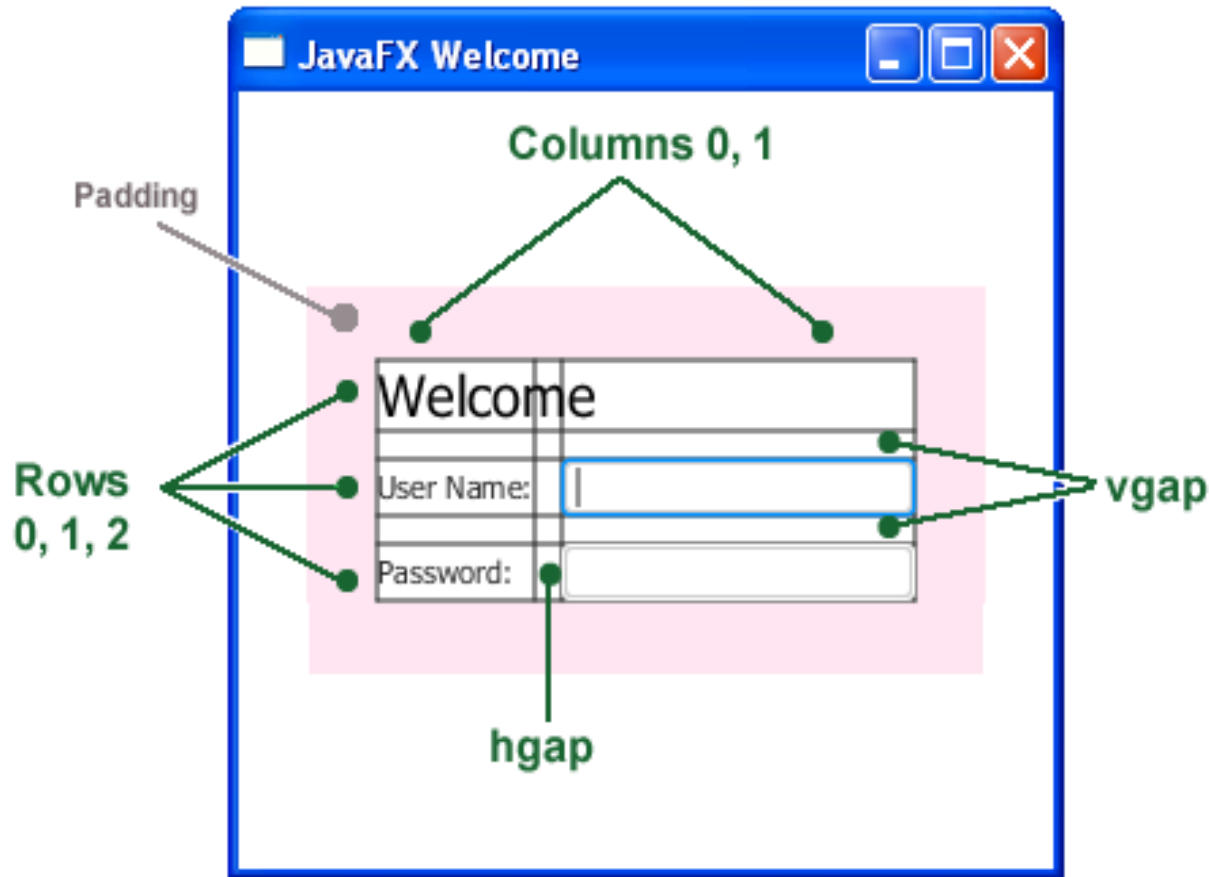 JavaFX Welcome
Columns 0, 1
Padding
Welcome
Rows
0, 1, 2
User Name:
vgap
Password:
hgap